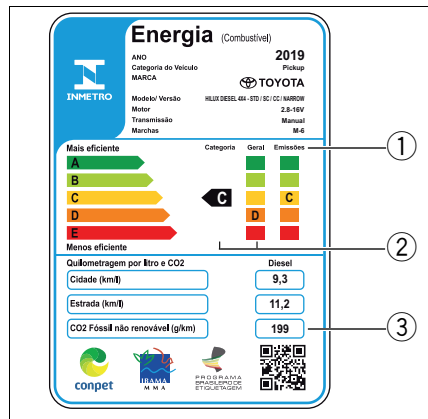 Energia (Combustível)
ANO 2019
Categoria do Veículo Pickup
MARCA TOYOTA
INMETRO
Modelo/ Versão HILUX DIESEL 4X4 - STD / SC / CC / NARROW
Motor 2.8-16V
Transmissão Manual
Marchas M-6
Mais eficiente Categoria Geral Emissões 1
A
B
C C C
D D
E
Menos eficiente 2
Quilometragem por litro e CO2 Diesel
Cidade (km/l) 9,3
Estrada (km/l) 11,2
CO2 Fóssil não renovável (g/km) 199 3
conpet
IBAMA
M M A
PROGRAMA
BRASILEIRO DE
ETIQUETAGEM